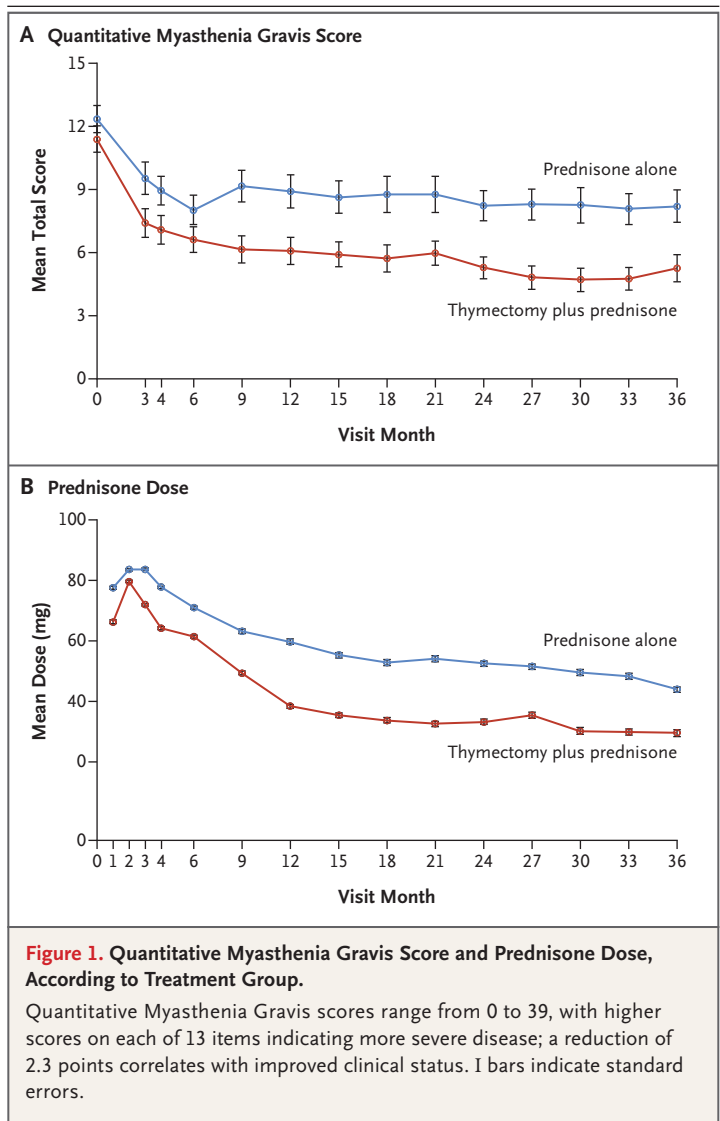 A Quantitative Myasthenia Gravis Score
15
12
9
6
3
0
Mean Total Score
Prednisone alone
Thymectomy plus prednisone
0 3 4 6 9 12 15 18 21 24 27 30 33 36
Visit Month
B Prednisone Dose
100
80
60
40
0
0
Mean Dose (mg)
Prednisone alone
Thymectomy plus prednisone
0 1 2 3 4 6 9 12 15 18 21 24 27 30 33 36
Visit Month
Figure 1. Quantitative Myasthenia Gravis Score and Prednisone Dose,
According to Treatment Group.
Quantitative Myasthenia Gravis scores range from 0 to 39, with higher
scores on each of 13 items indicating more severe disease; a reduction of
2.3 points correlates with improved clinical status. I bars indicate standard
errors.